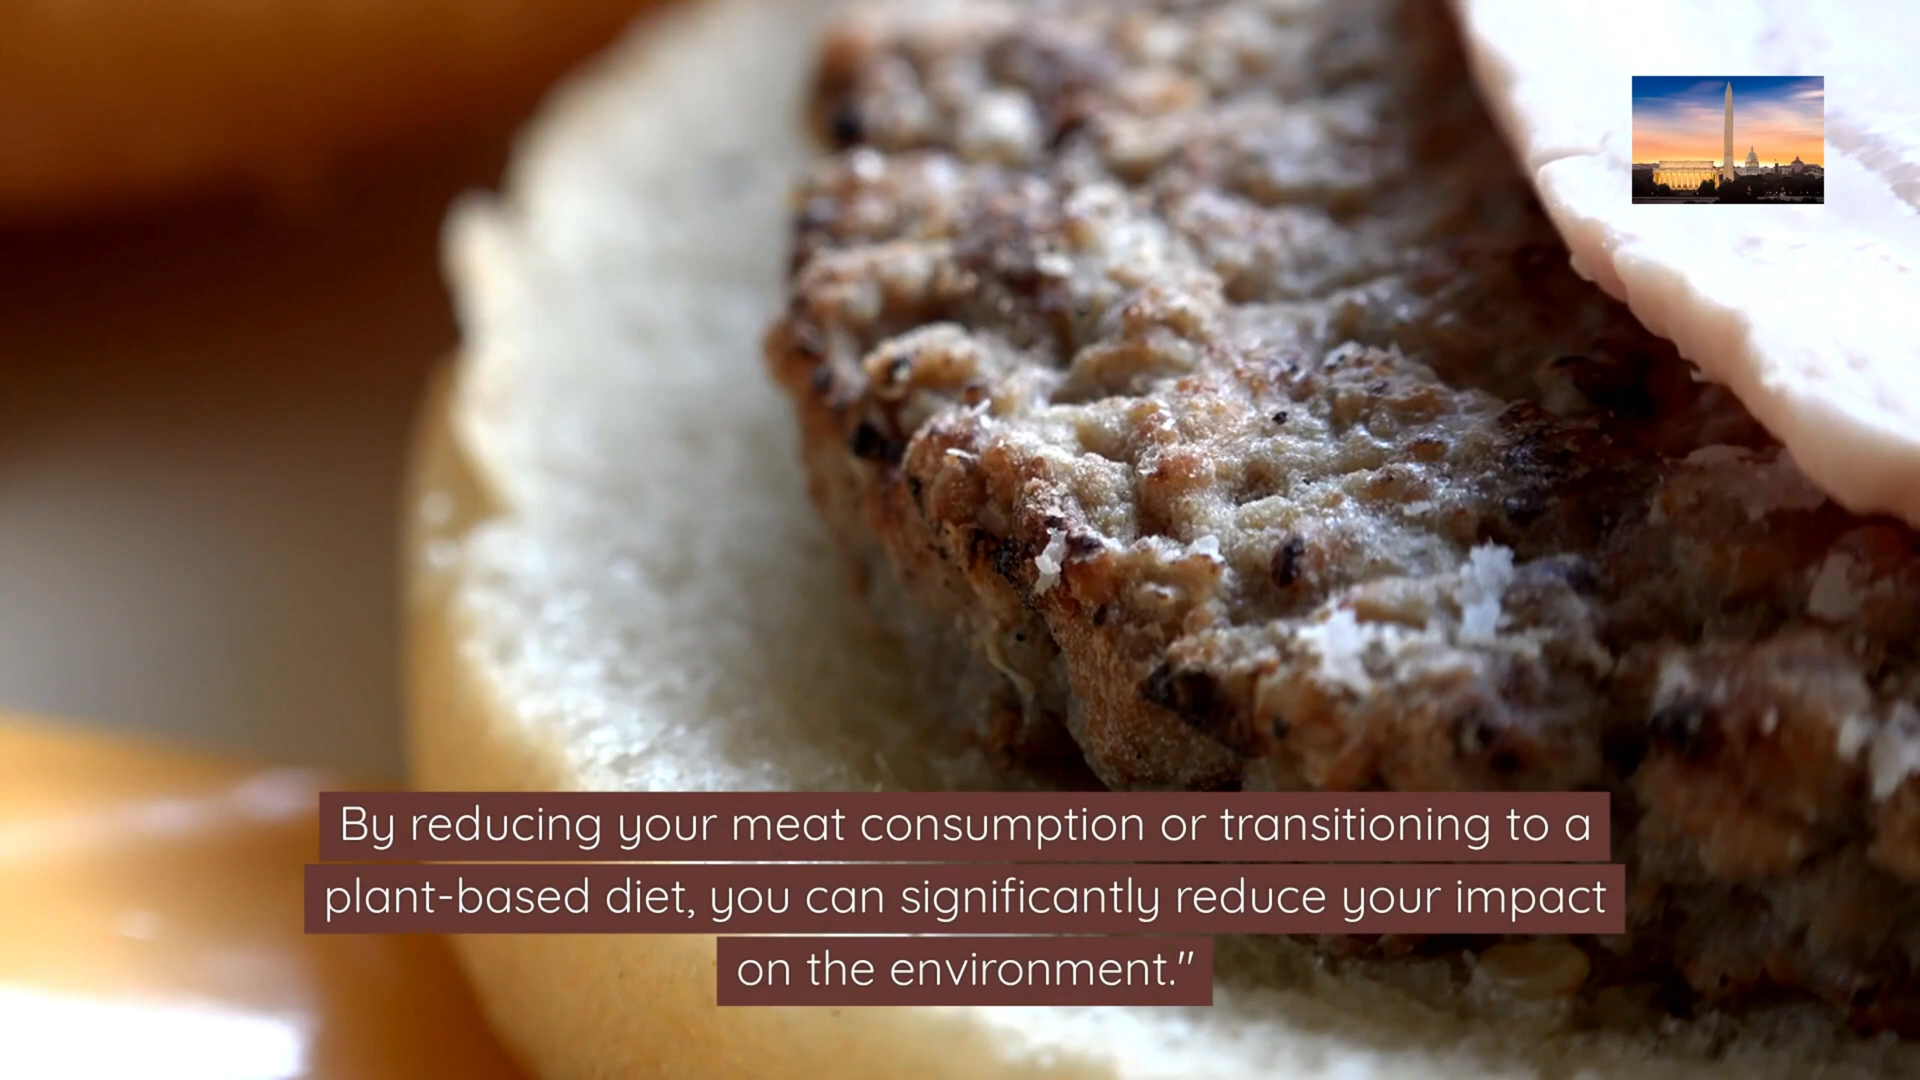 By reducing your meat consumption or transitioning to a
plant-based diet, you can significantly reduce your impact
on the environment."